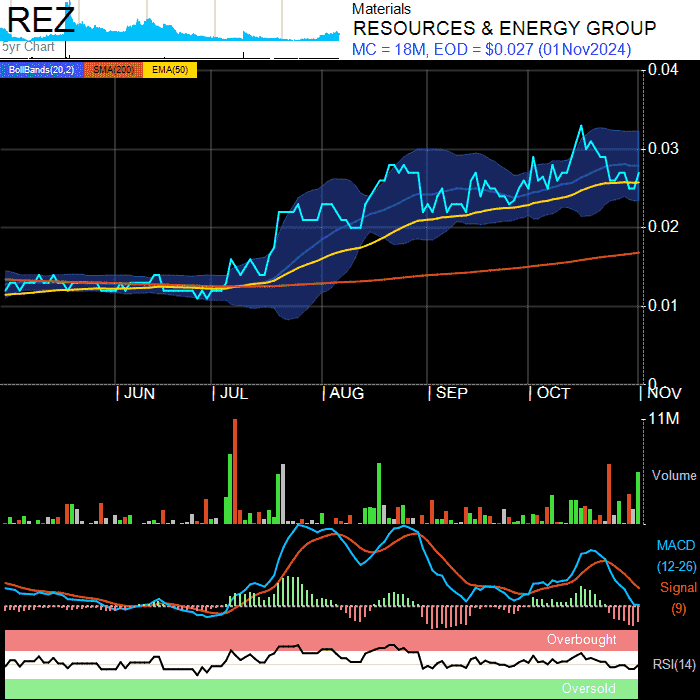 REZ
5yr Chart
Materials
RESOURCES & ENERGY GROUP
MC = 18M, EOD = $0.027 (01Nov2024)
BollBands(20,2) SMA(200) EMA(50)
0.04
0.03
0.02
0.01
0
JUN JUL AUG SEP OCT NOV
11M
Volume
MACD
(12-26)
Signal
(9)
Overbought
RSI(14)
Oversold